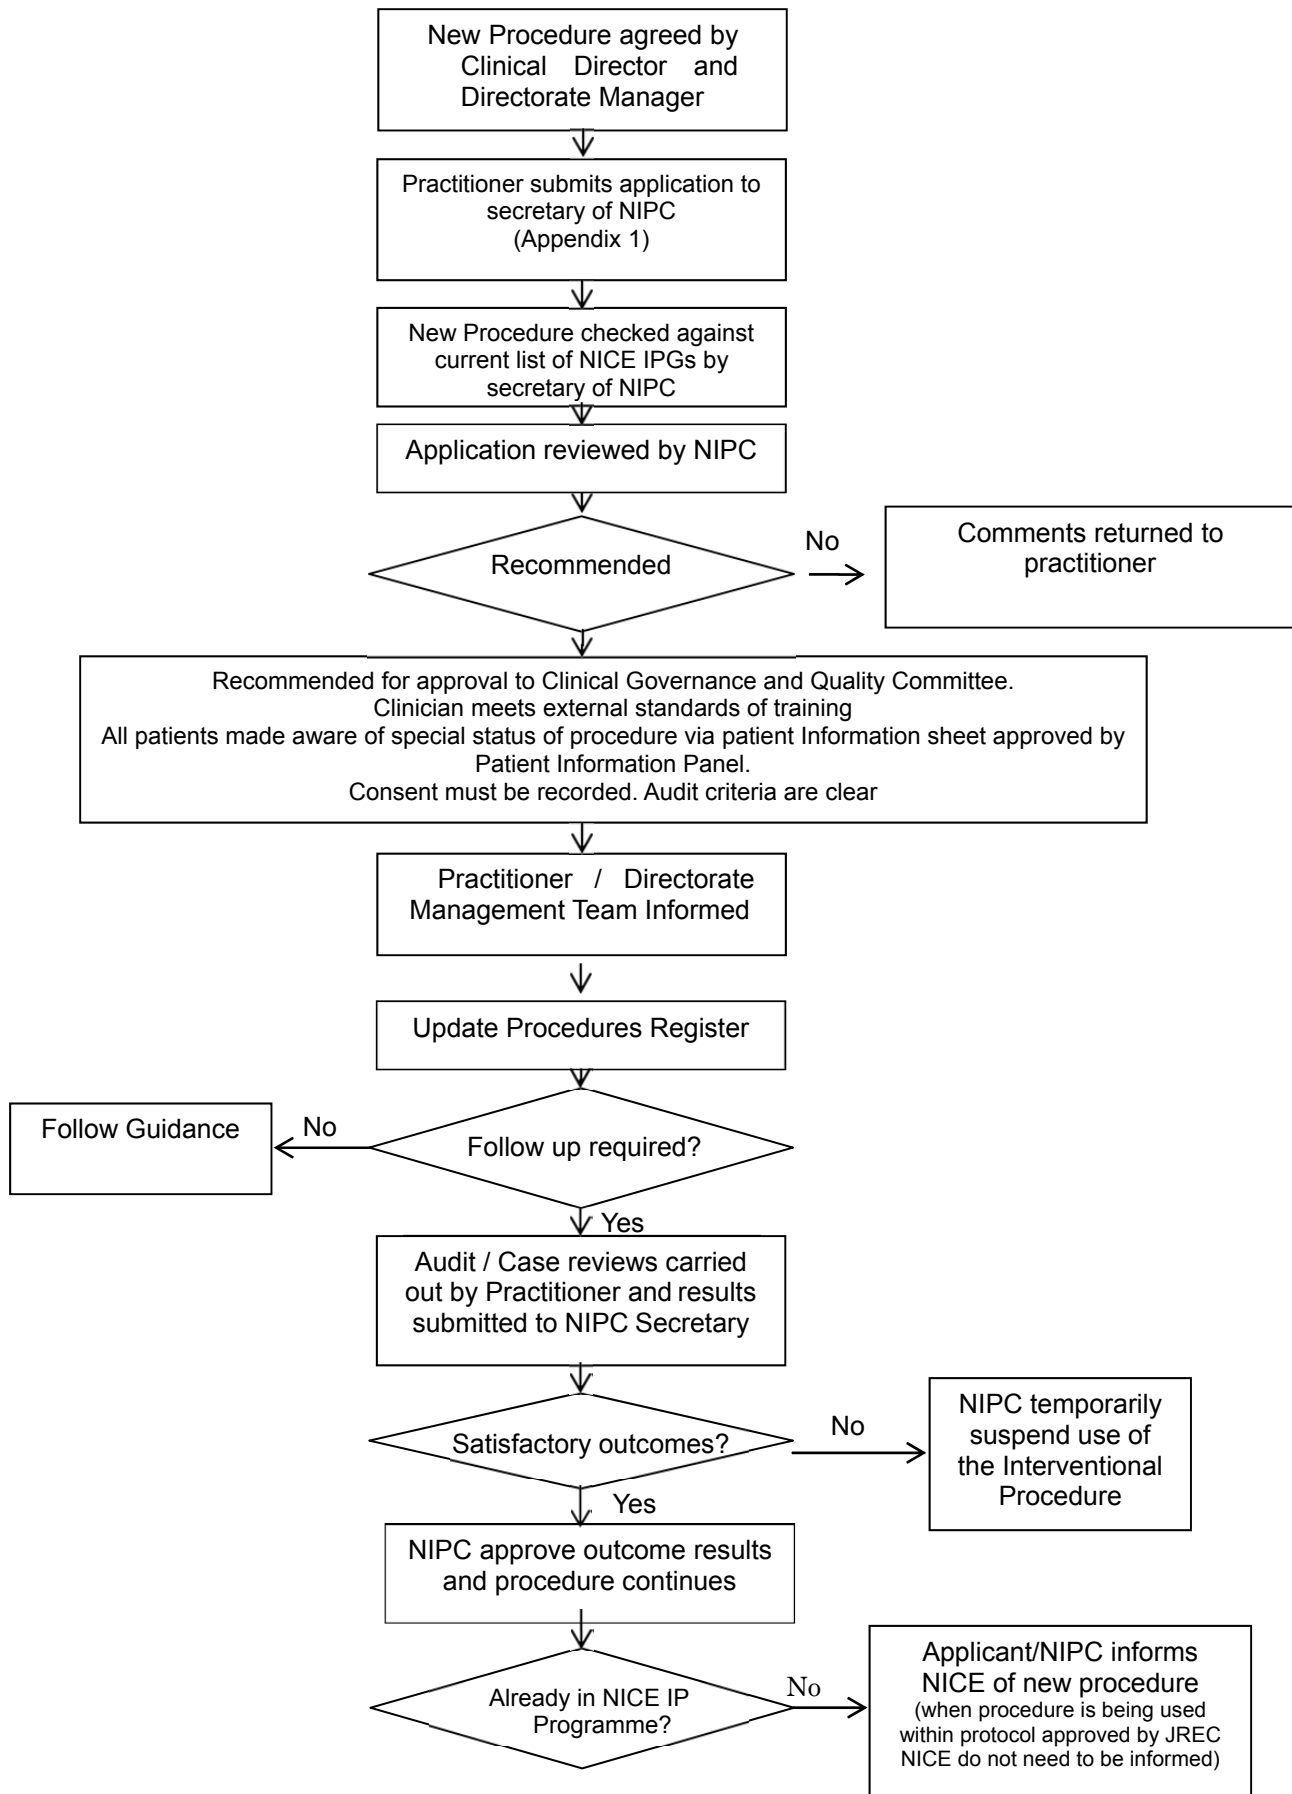 New Procedure agreed by
Clinical Director and
Directorate Manager
Practitioner submits application to
secretary of NIPC
(Appendix 1)
New Procedure checked against
current list of NICE IPGs by
secretary of NIPC
Application reviewed by NIPC
Recommended
No
Comments returned to
practitioner
Recommended for approval to Clinical Governance and Quality Committee.
Clinician meets external standards of training
All patients made aware of special status of procedure via patient Information sheet approved by
Patient Information Panel.
Consent must be recorded. Audit criteria are clear
Practitioner / Directorate
Management Team Informed
Update Procedures Register
Follow up required?
No
Follow Guidance
Yes
Audit / Case reviews carried
out by Practitioner and results
submitted to NIPC Secretary
Satisfactory outcomes?
No
NIPC temporarily
suspend use of
the Interventional
Procedure
Yes
NIPC approve outcome results
and procedure continues
Already in NICE IP
Programme?
No
Applicant/NIPC informs
NICE of new procedure
(when procedure is being used
within protocol approved by JREC
NICE do not need to be informed)